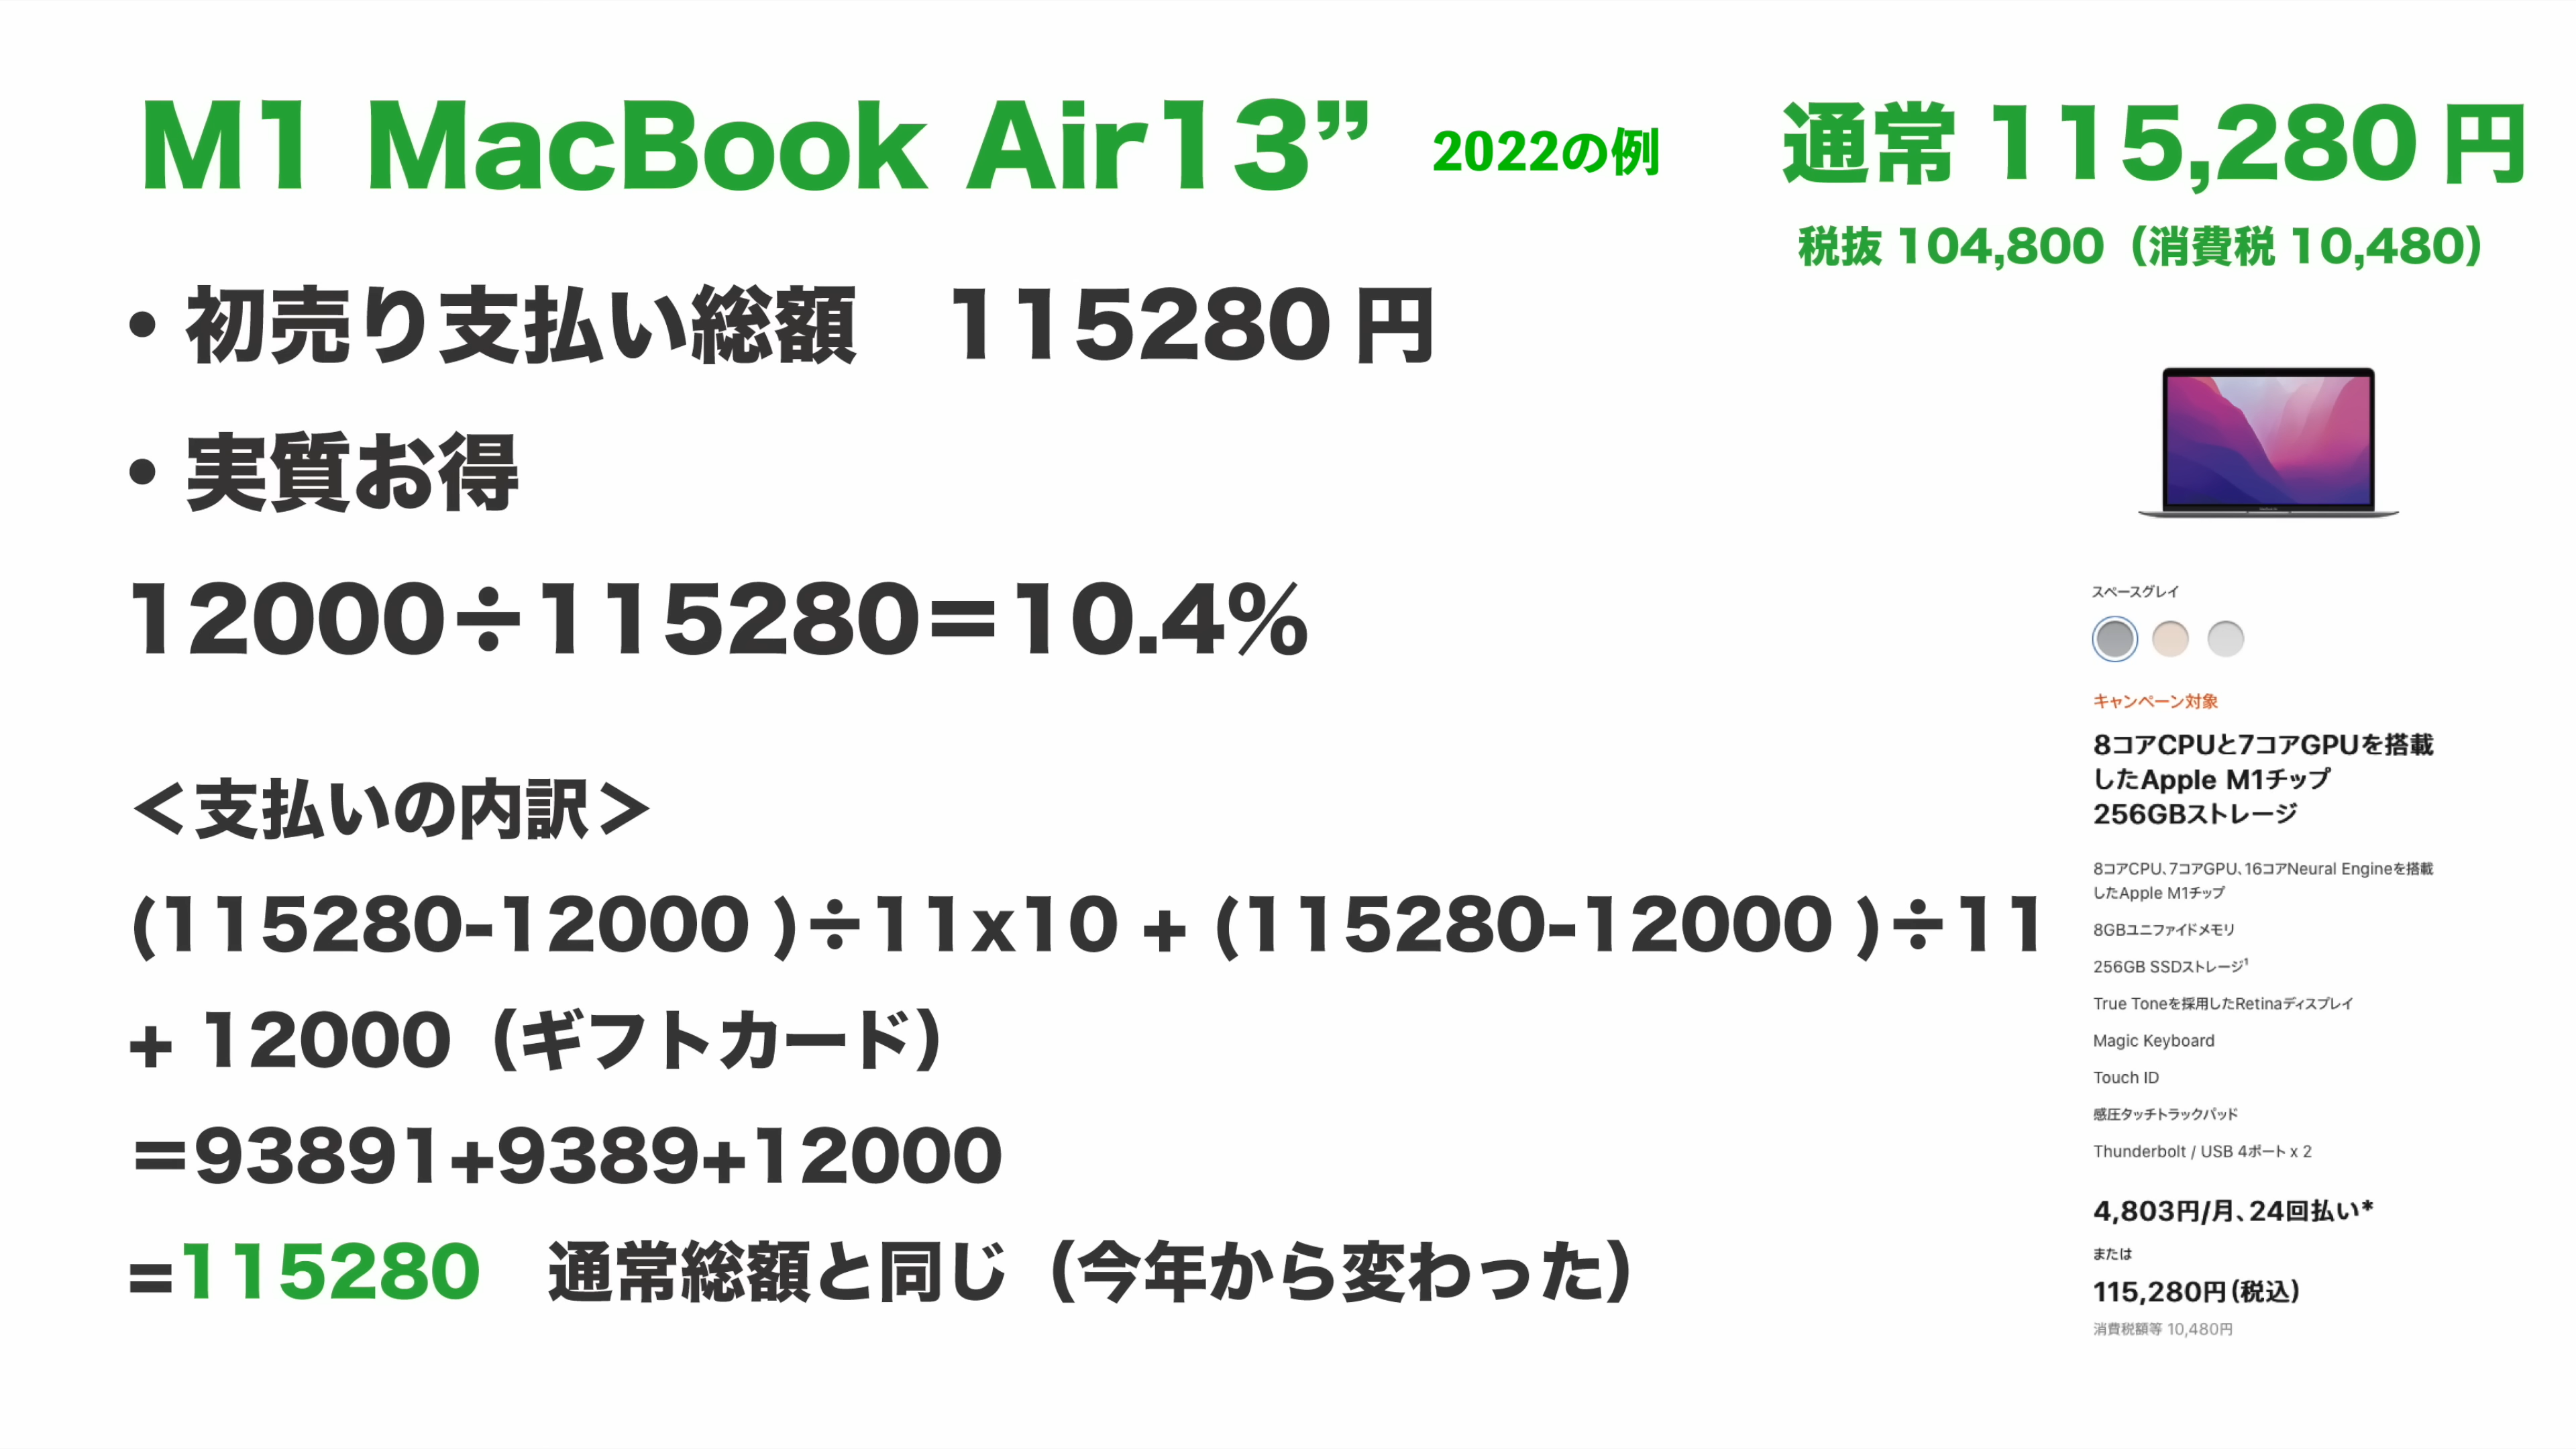 M1 MacBook Air13” 2022の例 通常 115,280 円
税抜 104,800（消費税 10,480）
・初売り支払い総額　115280 円
・実質お得
12000÷115280＝10.4%
＜支払いの内訳＞
(115280-12000 )÷11x10 + (115280-12000 )÷11
+ 12000（ギフトカード）
＝93891+9389+12000
=115280　通常総額と同じ（今年から変わった）
スペースグレイ
キャンペーン対象
8コアCPUと7コアGPUを搭載
したApple M1チップ
256GBストレージ
8コアCPU、7コアGPU、16コアNeural Engineを搭載
したApple M1チップ
8GBユニファイドメモリ
256GB SSDストレージ¹
True Toneを採用したRetinaディスプレイ
Magic Keyboard
Touch ID
感圧タッチトラックパッド
Thunderbolt / USB 4ポート x 2
4,803円/月、24回払い*
または
115,280円（税込）
消費税額等 10,480円